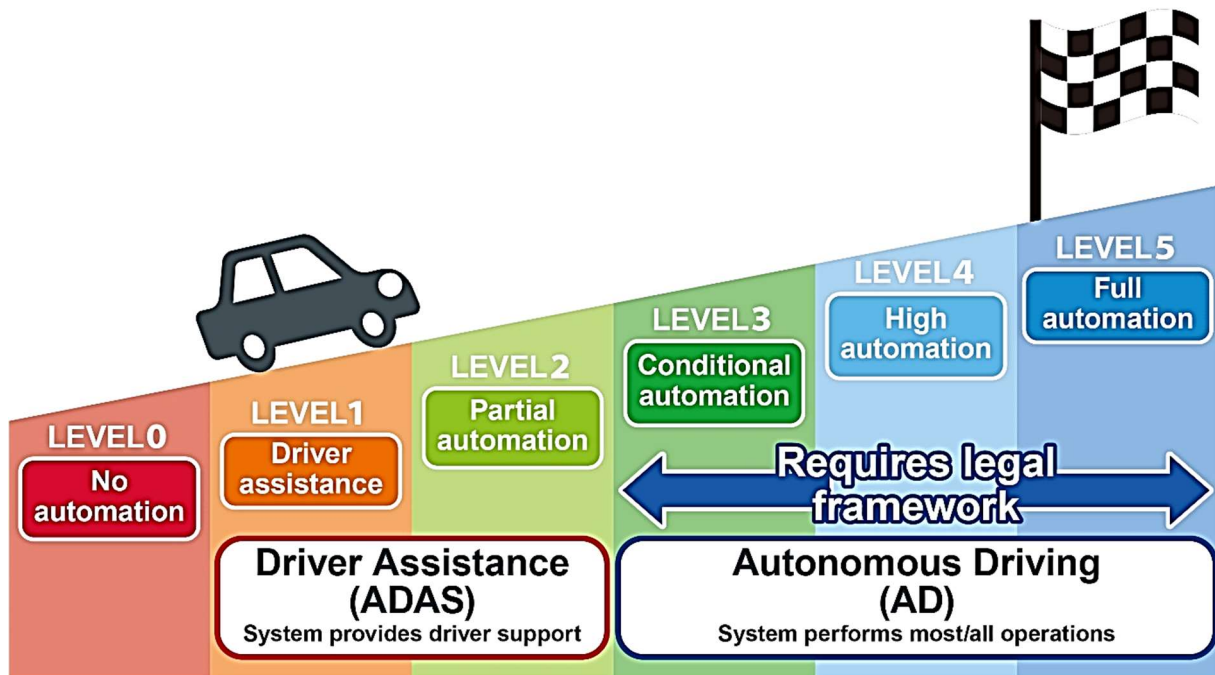 LEVEL0
No
automation
LEVEL1
Driver
assistance
LEVEL2
Partial
automation
LEVEL3
Conditional
automation
LEVEL4
High
automation
LEVEL5
Full
automation
Requires legal
framework
Driver Assistance
(ADAS)
System provides driver support
Autonomous Driving
(AD)
System performs most/all operations